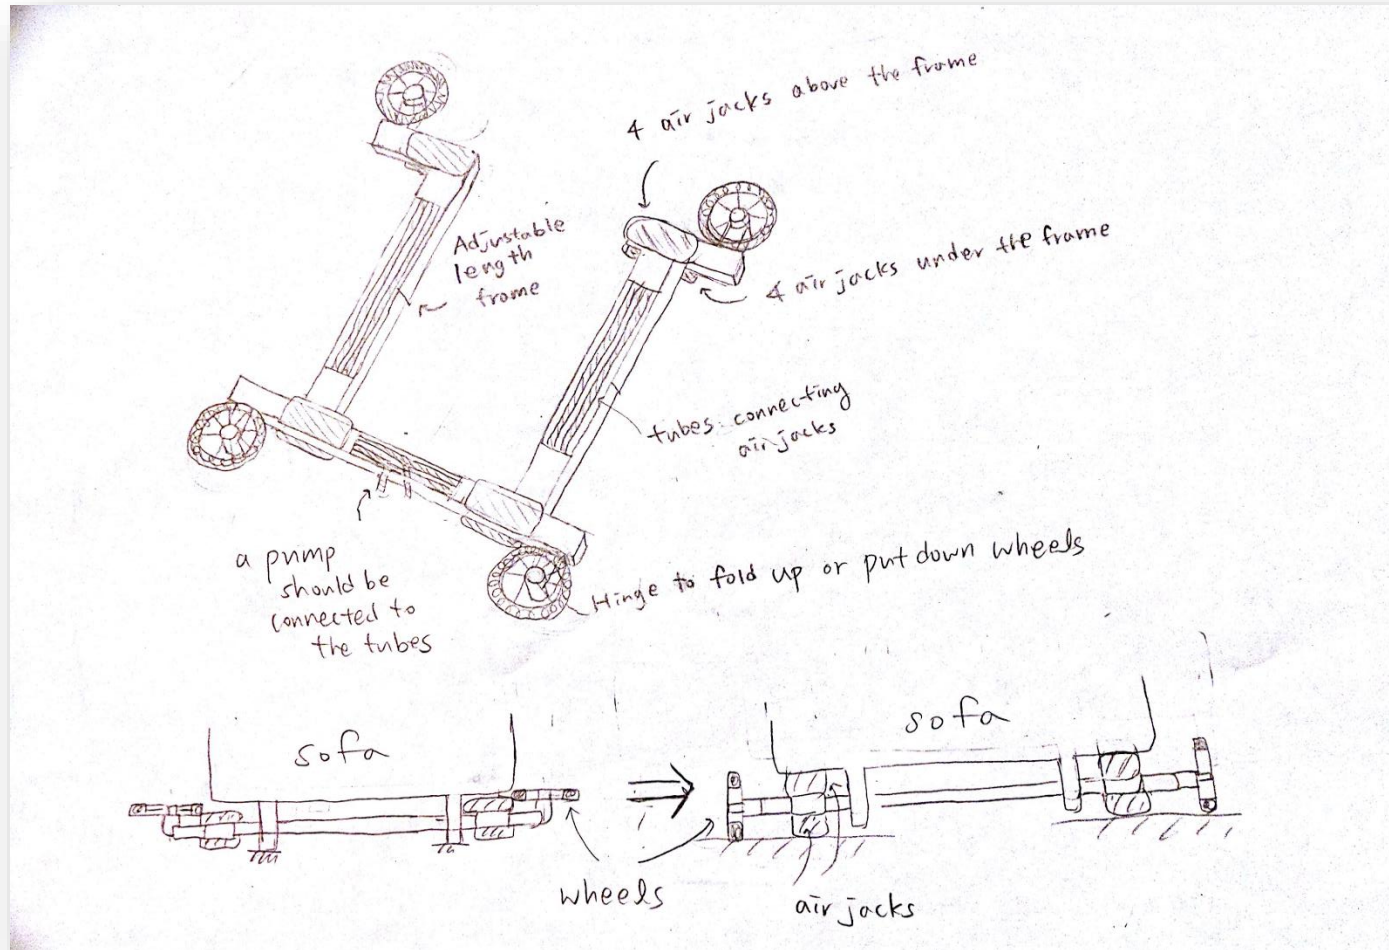 4 air jacks above the frame
Adjustable
length
frame
4 air jacks under the frame
tubes connecting
air jacks
a pump
should be
connected to
the tubes
Hinge to fold up or put down wheels
sofa
sofa
wheels
air jacks